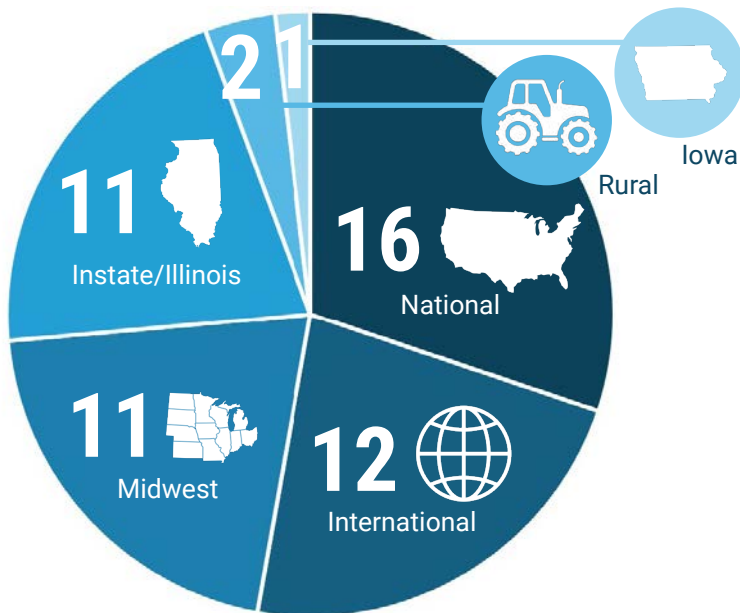 2
1
Iowa
Rural
11
Instate/Illinois
16
National
11
Midwest
12
International